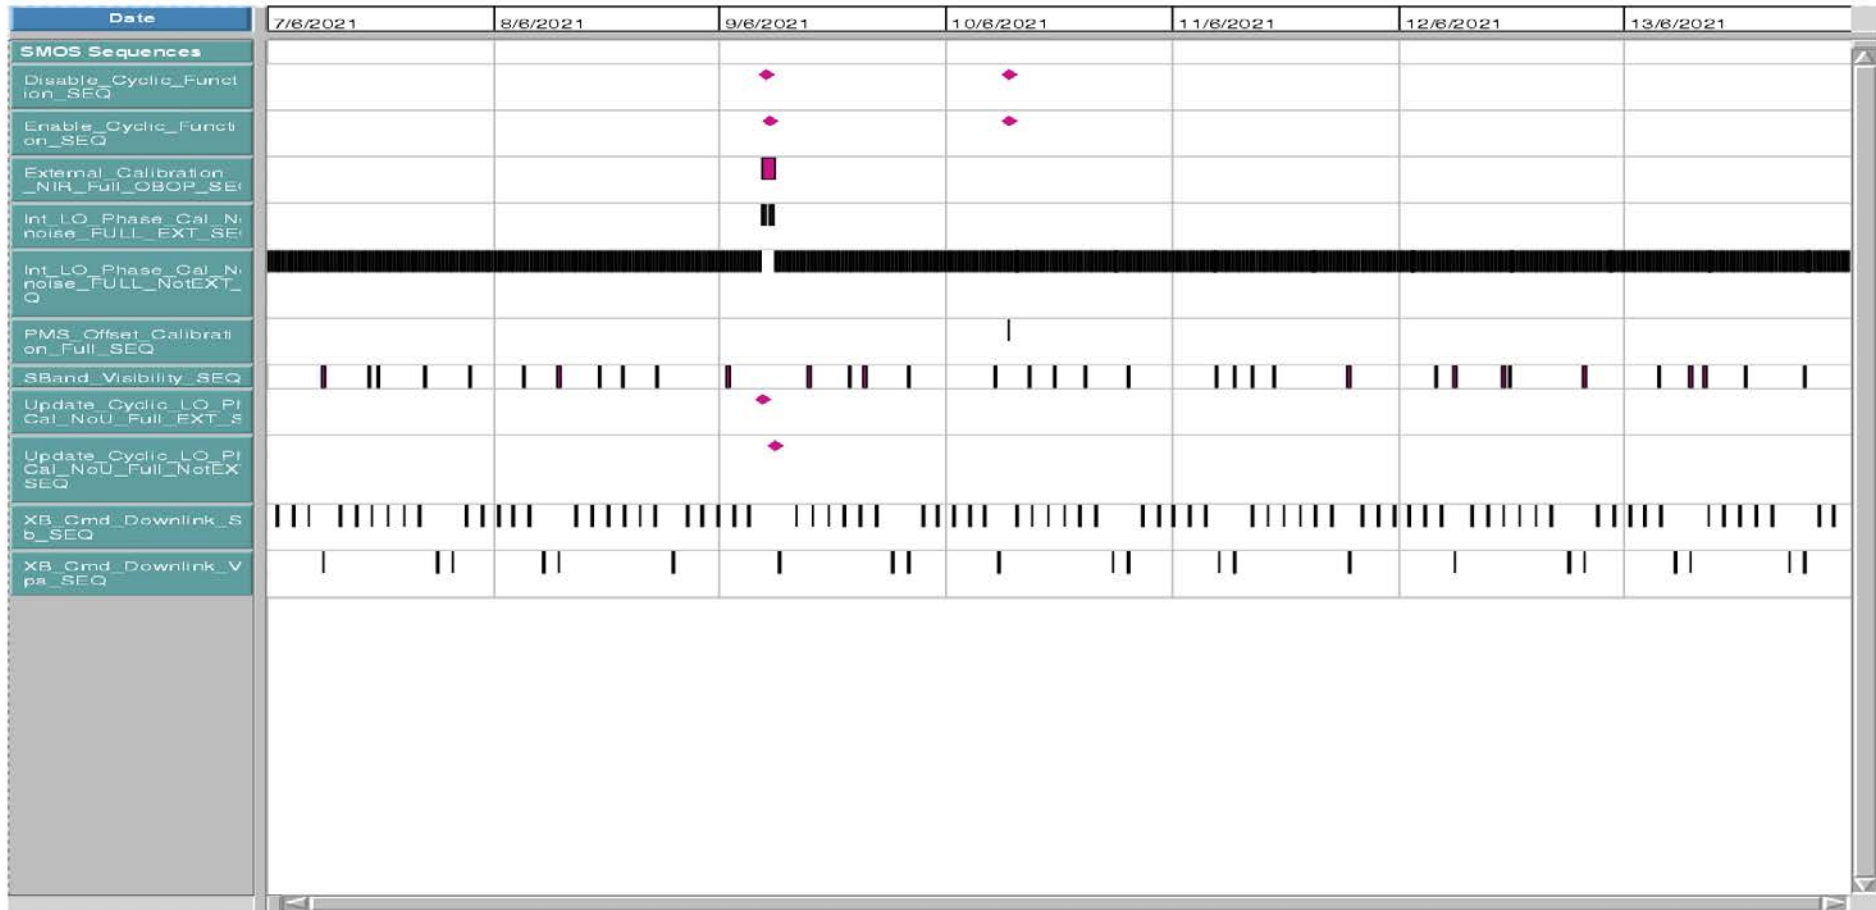 Date
7/6/2021 8/6/2021 9/6/2021 10/6/2021 11/6/2021 12/6/2021 13/6/2021
SMOS Sequences
Disable_Cyclic_Funct
ion_SEQ
Enable_Cyclic_Functi
on_SEQ
External_Calibration
_NIR_Full_OBOP_SE
Int_LO_Phase_Cal_N
noise_FULL_EXT_SE
Int_LO_Phase_Cal_N
noise_FULL_NotEXT_
Q
PMS_Offset_Calibrati
on_Full_SEQ
SBand_Visibility_SEQ
Update_Cyclic_LO_P
Cal_NoU_Full_EXT_S
Update_Cyclic_LO_P
Cal_NoU_Full_NotEX
SEQ
XB_Cmd_Downlink_S
b_SEQ
XB_Cmd_Downlink_V
pa_SEQ